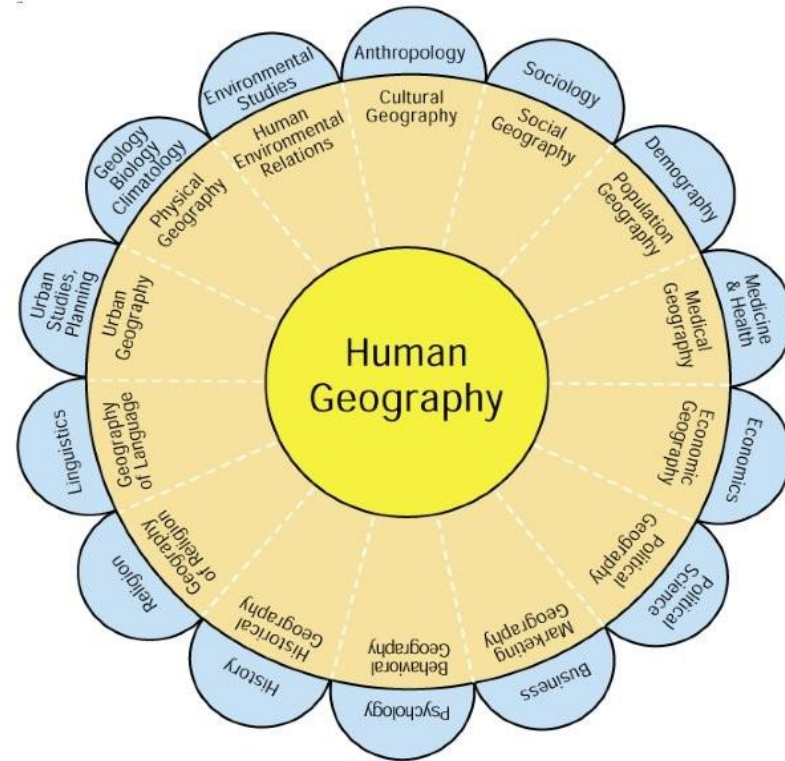 Human
Geography
Anthropology
Cultural
Geography
Sociology
Social
Geography
Demography
Population
Geography
Medicine
& Health
Medical
Geography
Economics
Economic
Geography
Political
Science
Political
Geography
Business
Marketing
Geography
Psychology
Behavioral
Geography
History
Historical
Geography
Religion
Geography
of Religion
Linguistics
Geography
of Language
Urban
Studies,
Planning
Urban
Geography
Geology
Biology
Climatology
Physical
Geography
Environmental
Studies
Human
Environmental
Relations